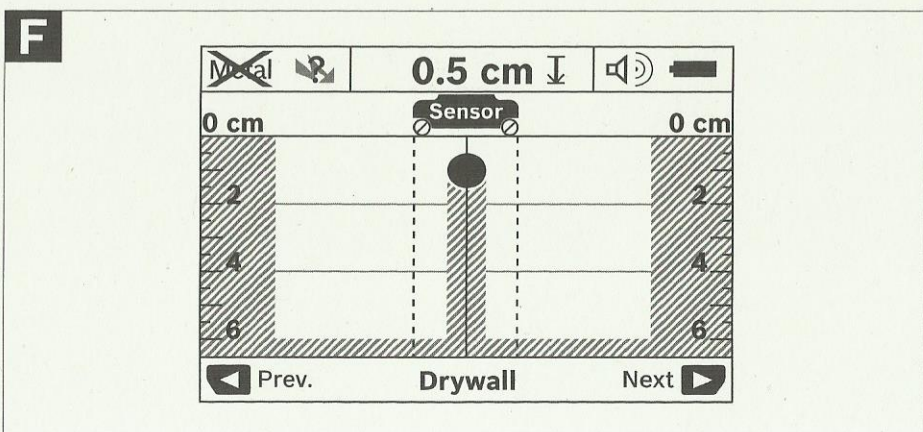 F
Metal 0.5 cm
Sensor
0 cm 0 cm
2 2
4 4
6 6
Prev. Drywall Next